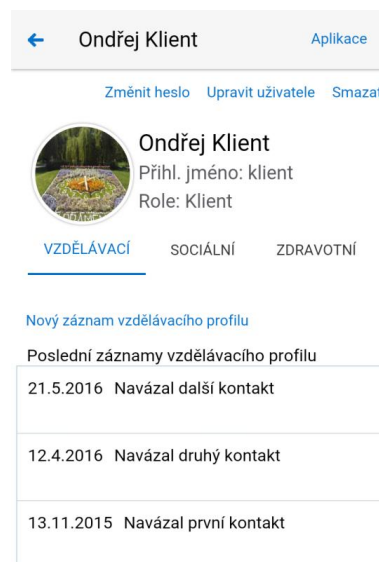 Ondřej Klient Aplikace
Změnit heslo Upravit uživatele Smazat
Ondřej Klient
Přihl. jméno: klient
Role: Klient
VZDĚLÁVACÍ SOCIÁLNÍ ZDRAVOTNÍ
Nový záznam vzdělávacího profilu
Poslední záznamy vzdělávacího profilu
21.5.2016 Navázal další kontakt
12.4.2016 Navázal druhý kontakt
13.11.2015 Navázal první kontakt